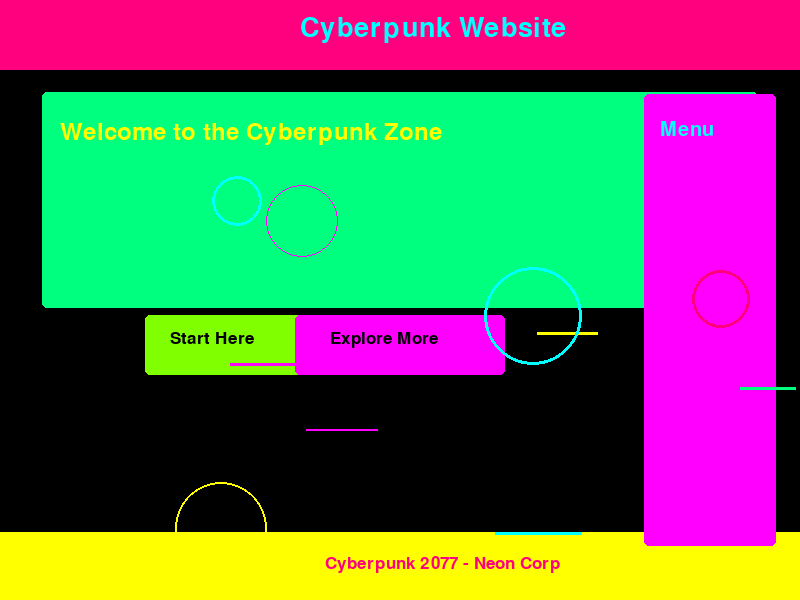 Cyberpunk Website
Welcome to the Cyberpunk Zone
Menu
Start Here
Explore More
Cyberpunk 2077 - Neon Corp